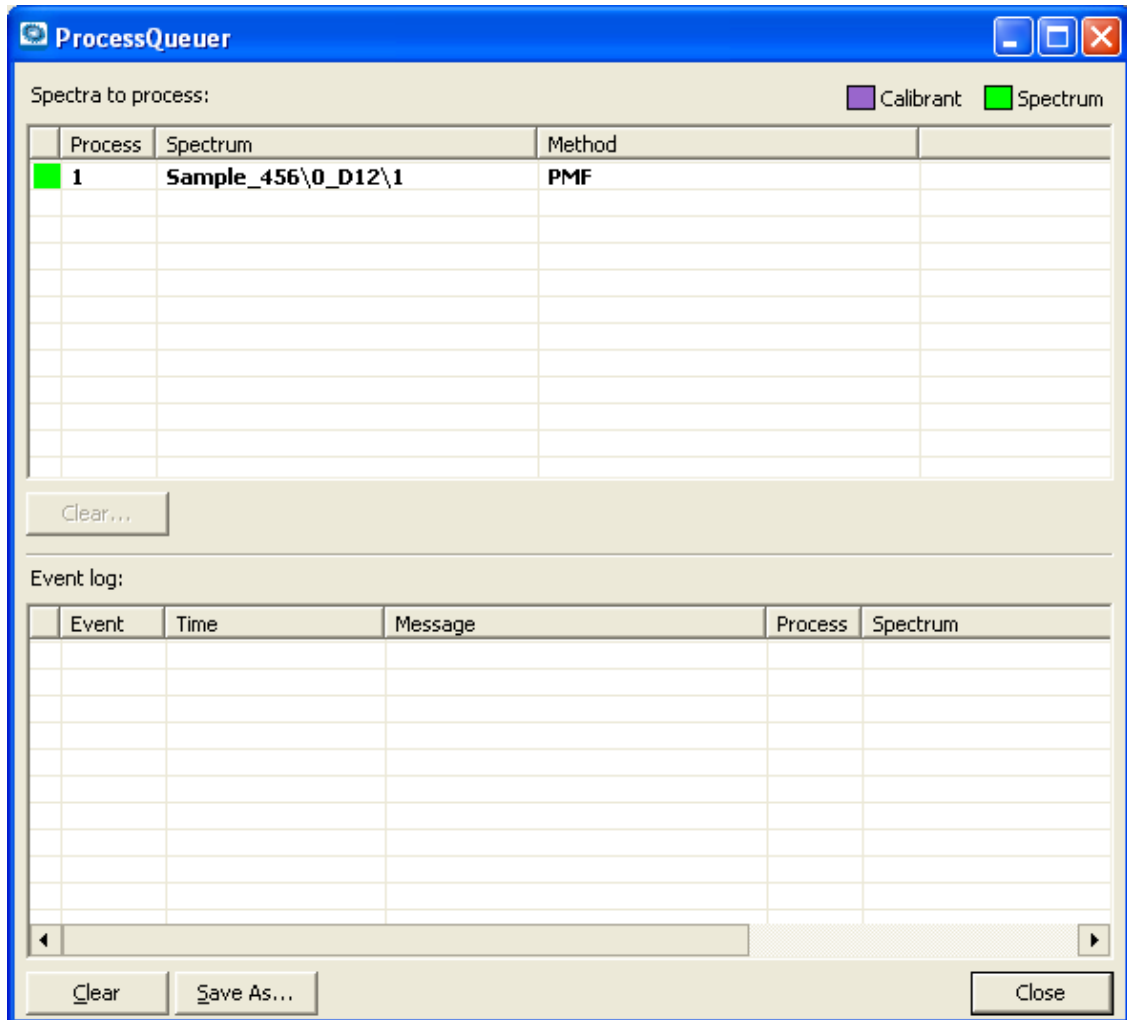 ProcessQueuer
Spectra to process: Calibrant Spectrum
Process Spectrum Method
1 Sample_456\0_D12\1 PMF
Clear...
Event log:
Event Time Message Process Spectrum
Clear Save As... Close